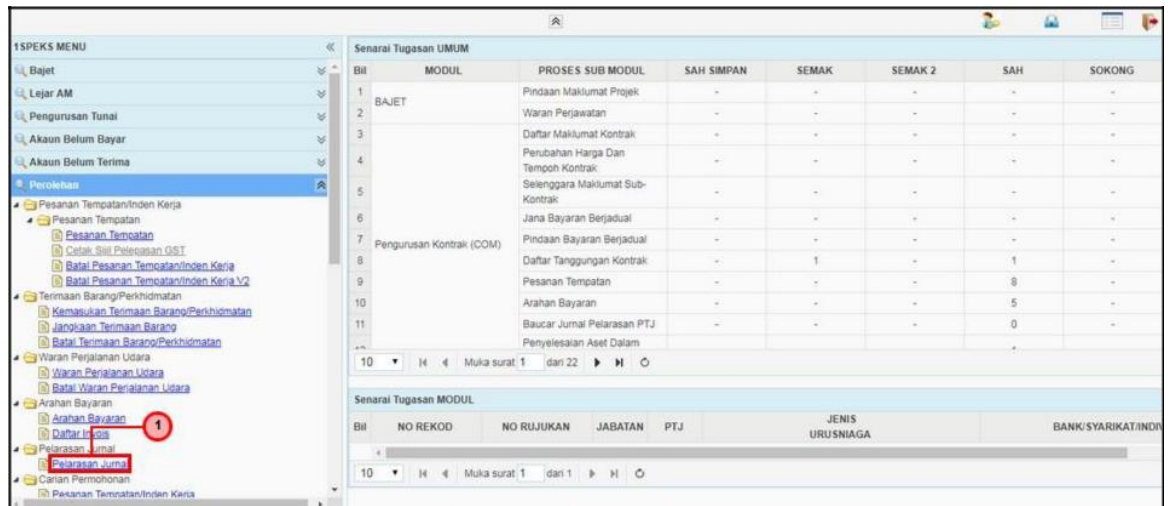 1SPEKS MENU
Bajet
Lejar AM
Pengurusan Tunai
Akaun Belum Bayar
Akaun Belum Terima
Perolehan
Pesanan Tempatan/Inden Kerja
Pesanan Tempatan
Pesanan Tempatan
Cetak Sijil Pelepasan GST
Batal Pesanan Tempatan/Inden Kerja
Batal Pesanan Tempatan/Inden Kerja V2
Terimaan Barang/Perkhidmatan
Kemasukan Terimaan Barang/Perkhidmatan
Jangkaan Terimaan Barang
Batal Terimaan Barang/Perkhidmatan
Waran Perjalanan Udara
Waran Perjalanan Udara
Batal Waran Perjalanan Udara
Arahan Bayaran
Arahan Bayaran
Daftar Invois
1
Pelarasan Jurnal
Pelarasan Jurnal
Carian Permohonan
Pesanan Tempatan/Inden Kerja
Senarai Tugasan UMUM
Bil MODUL PROSES SUB MODUL SAH SIMPAN SEMAK SEMAK 2 SAH SOKONG
1 BAJET Pindaan Maklumat Projek - - - - -
2 Waran Perjawatan - - - - -
3 Daftar Maklumat Kontrak - - - - -
4 Perubahan Harga Dan
Tempoh Kontrak - - - - -
5 Selenggara Maklumat Sub-
Kontrak - - - - -
6 Jana Bayaran Berjadual - - - - -
7 Pengurusan Kontrak (COM) Pindaan Bayaran Berjadual - - - - -
8 Daftar Tanggungan Kontrak - 1 - 1 -
9 Pesanan Tempatan - - - 8 -
10 Arahan Bayaran - - - 5 -
11 Baucar Jurnal Pelarasan PTJ - - - 0 -
Penyelesaian Aset Dalam
10 Muka surat 1 dari 22
Senarai Tugasan MODUL
Bil NO REKOD NO RUJUKAN JABATAN PTJ JENIS
URUSNIAGA BANK/SYARIKAT/INDIV
10 Muka surat 1 dari 1